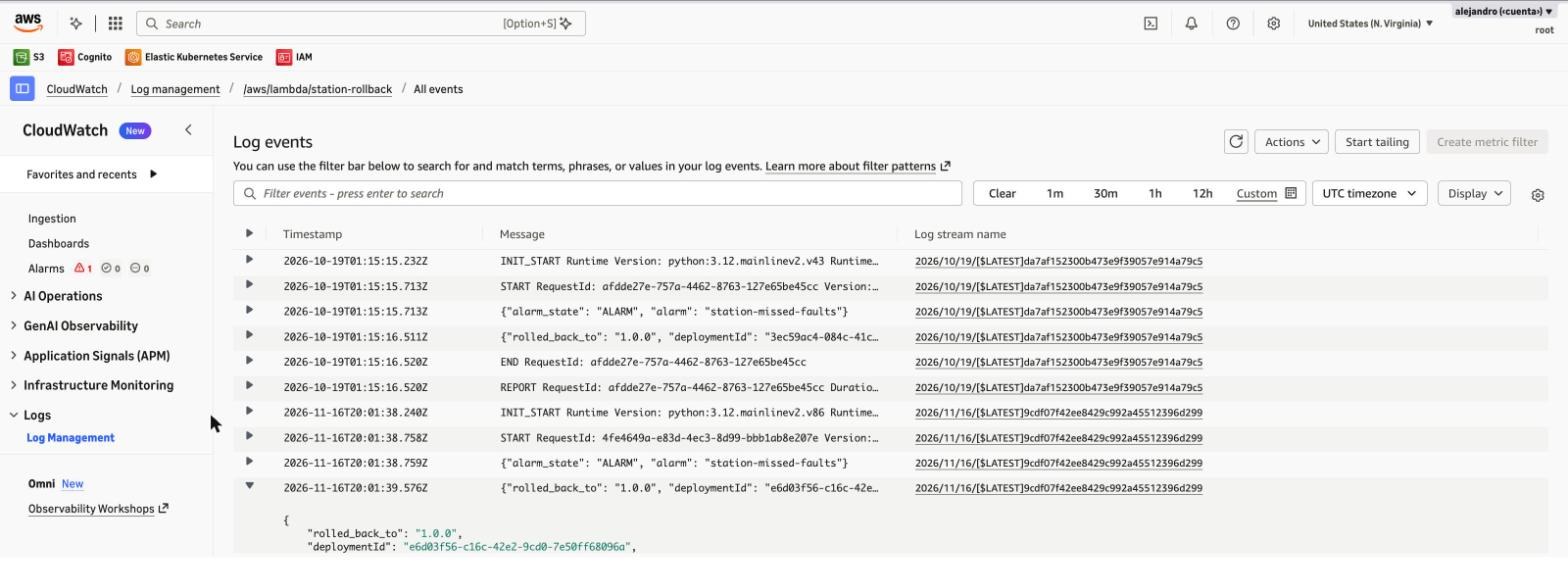 aws
Search [Option+S]
United States (N. Virginia)
alejandro (‹cuenta›)
root
S3 Cognito Elastic Kubernetes Service IAM
CloudWatch / Log management / /aws/lambda/station-rollback / All events
CloudWatch New
Favorites and recents
Ingestion
Dashboards
Alarms 1 0 0
AI Operations
GenAI Observability
Application Signals (APM)
Infrastructure Monitoring
Logs
Log Management
Omni New
Observability Workshops
Log events
Actions Start tailing Create metric filter
You can use the filter bar below to search for and match terms, phrases, or values in your log events. Learn more about filter patterns
Filter events - press enter to search Clear 1m 30m 1h 12h Custom UTC timezone Display
Timestamp Message Log stream name
2026-10-19T01:15:15.232Z INIT_START Runtime Version: python:3.12.mainlinev2.v43 Runtime… 2026/10/19/[$LATEST]da7af152300b473e9f39057e914a79c5
2026-10-19T01:15:15.713Z START RequestId: afdde27e-757a-4462-8763-127e65be45cc Version:… 2026/10/19/[$LATEST]da7af152300b473e9f39057e914a79c5
2026-10-19T01:15:15.713Z {"alarm_state": "ALARM", "alarm": "station-missed-faults"} 2026/10/19/[$LATEST]da7af152300b473e9f39057e914a79c5
2026-10-19T01:15:16.511Z {"rolled_back_to": "1.0.0", "deploymentId": "3ec59ac4-084c-41c… 2026/10/19/[$LATEST]da7af152300b473e9f39057e914a79c5
2026-10-19T01:15:16.520Z END RequestId: afdde27e-757a-4462-8763-127e65be45cc 2026/10/19/[$LATEST]da7af152300b473e9f39057e914a79c5
2026-10-19T01:15:16.520Z REPORT RequestId: afdde27e-757a-4462-8763-127e65be45cc Duratio… 2026/10/19/[$LATEST]da7af152300b473e9f39057e914a79c5
2026-11-16T20:01:38.240Z INIT_START Runtime Version: python:3.12.mainlinev2.v86 Runtime… 2026/11/16/[$LATEST]9cdf07f42ee8429c992a45512396d299
2026-11-16T20:01:38.758Z START RequestId: 4fe4649a-e83d-4ec3-8d99-bbb1ab8e207e Version:… 2026/11/16/[$LATEST]9cdf07f42ee8429c992a45512396d299
2026-11-16T20:01:38.759Z {"alarm_state": "ALARM", "alarm": "station-missed-faults"} 2026/11/16/[$LATEST]9cdf07f42ee8429c992a45512396d299
2026-11-16T20:01:39.576Z {"rolled_back_to": "1.0.0", "deploymentId": "e6d03f56-c16c-42e… 2026/11/16/[$LATEST]9cdf07f42ee8429c992a45512396d299
{
"rolled_back_to": "1.0.0",
"deploymentId": "e6d03f56-c16c-42e2-9cd0-7e50ff68096a",